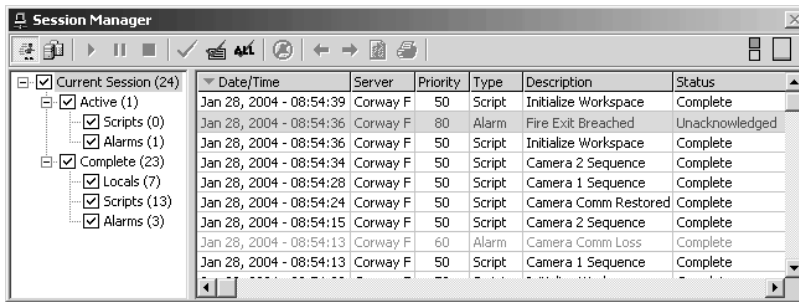 Session Manager
ALL
Current Session (24)
Active (1)
Scripts (0)
Alarms (1)
Complete (23)
Locals (7)
Scripts (13)
Alarms (3)
Date/Time Server Priority Type Description Status
Jan 28, 2004 - 08:54:39 Corway F 50 Script Initialize Workspace Complete
Jan 28, 2004 - 08:54:36 Corway F 80 Alarm Fire Exit Breached Unacknowledged
Jan 28, 2004 - 08:54:36 Corway F 50 Script Initialize Workspace Complete
Jan 28, 2004 - 08:54:34 Corway F 50 Script Camera 2 Sequence Complete
Jan 28, 2004 - 08:54:28 Corway F 50 Script Camera 1 Sequence Complete
Jan 28, 2004 - 08:54:24 Corway F 50 Script Camera Comm Restored Complete
Jan 28, 2004 - 08:54:15 Corway F 50 Script Camera 2 Sequence Complete
Jan 28, 2004 - 08:54:13 Corway F 60 Alarm Camera Comm Loss Complete
Jan 28, 2004 - 08:54:13 Corway F 50 Script Camera 1 Sequence Complete